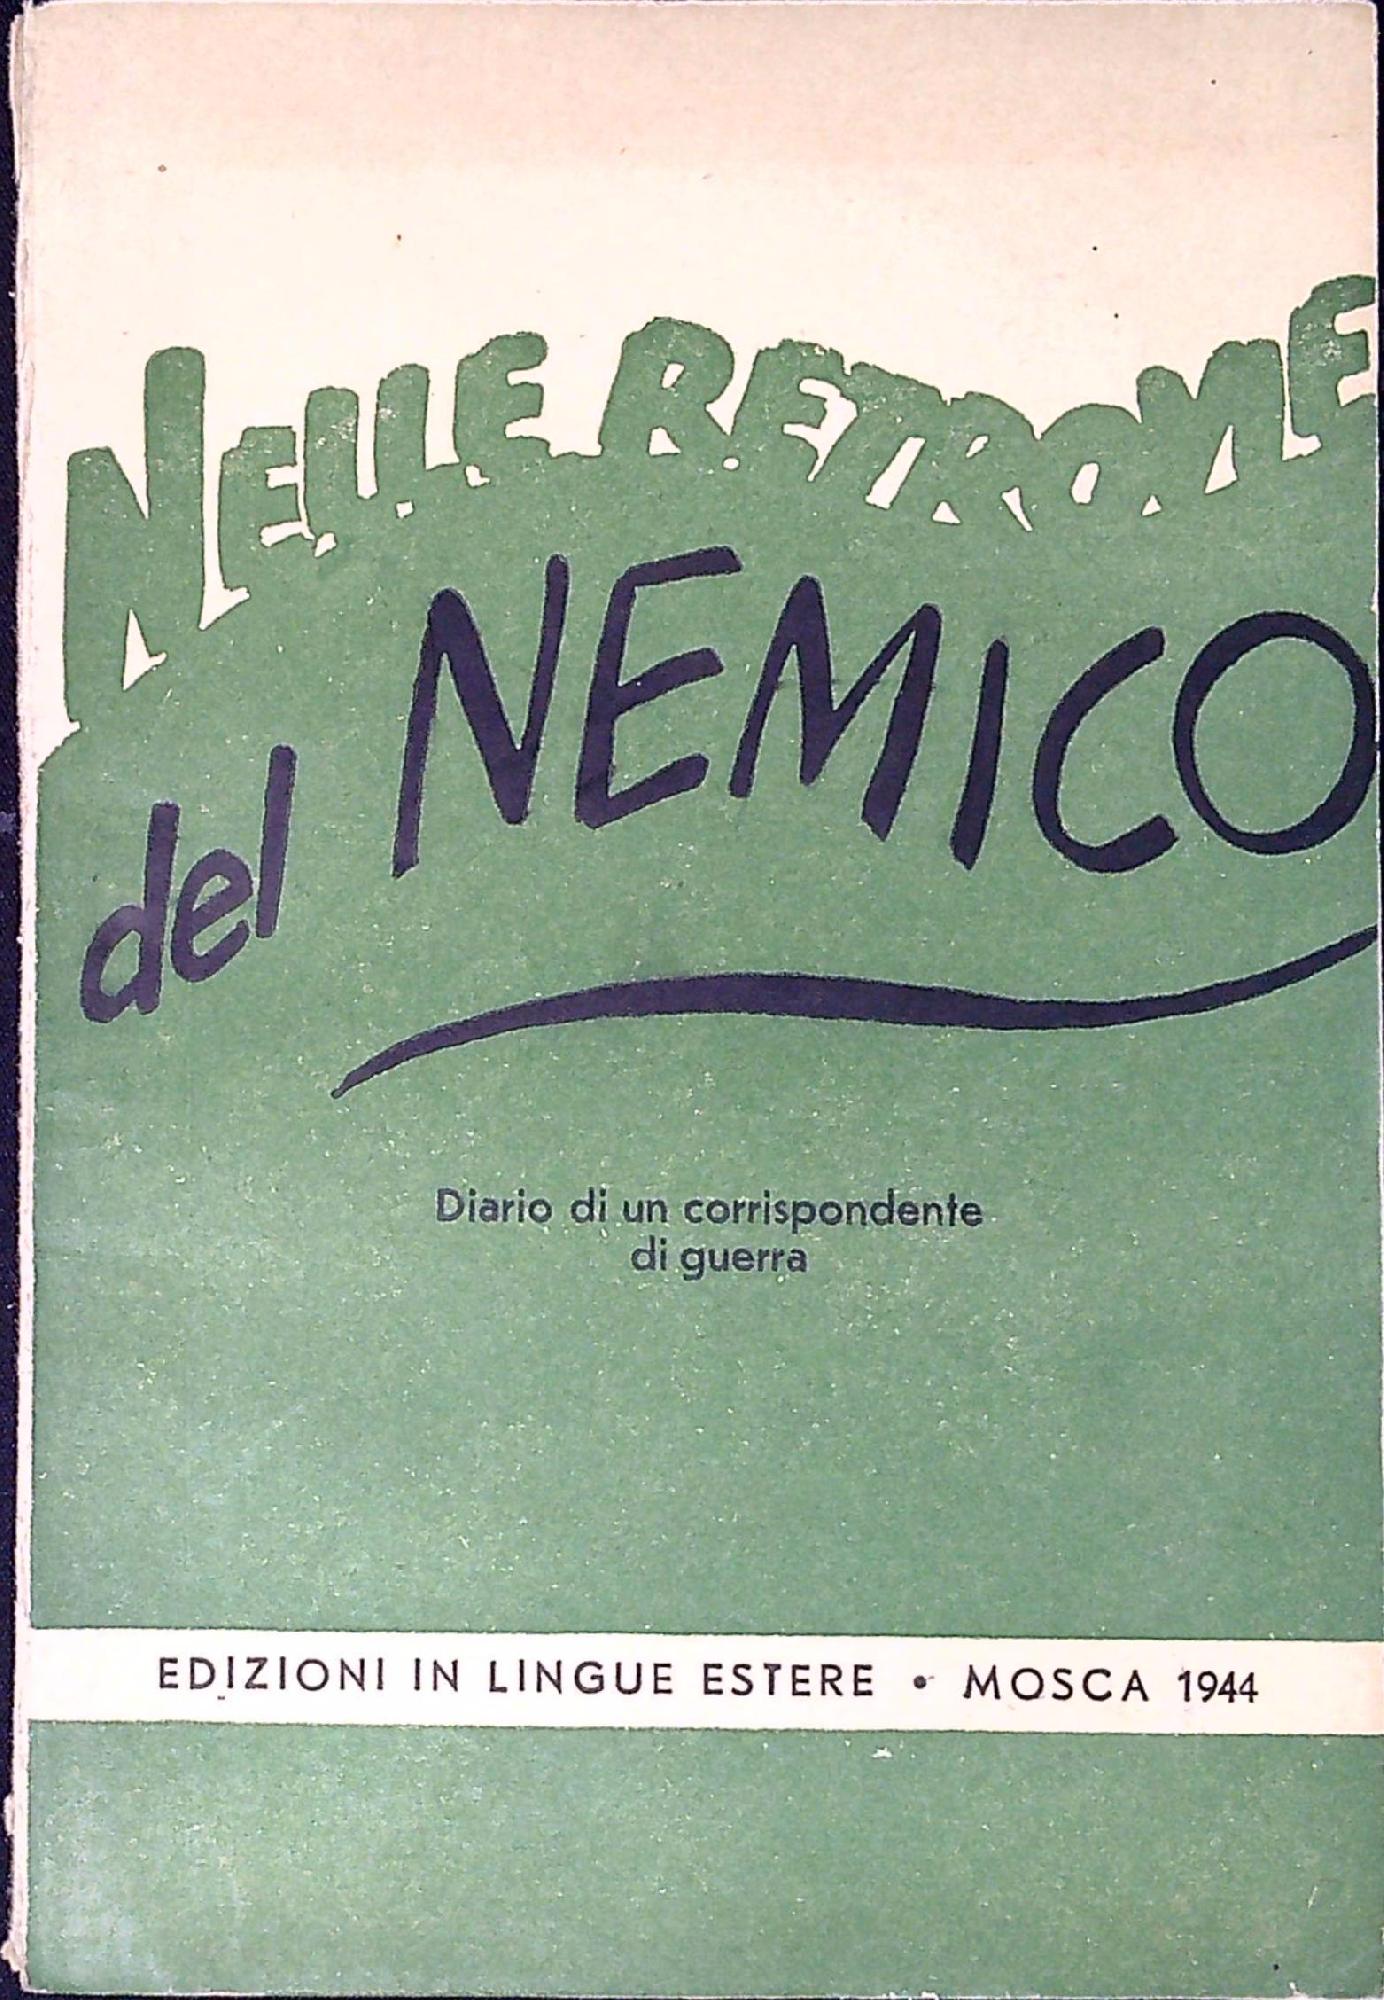 NELLE RETROVIE
del NEMICO
Diario di un corrispondente
di guerra
EDIZIONI IN LINGUE ESTERE • MOSCA 1944